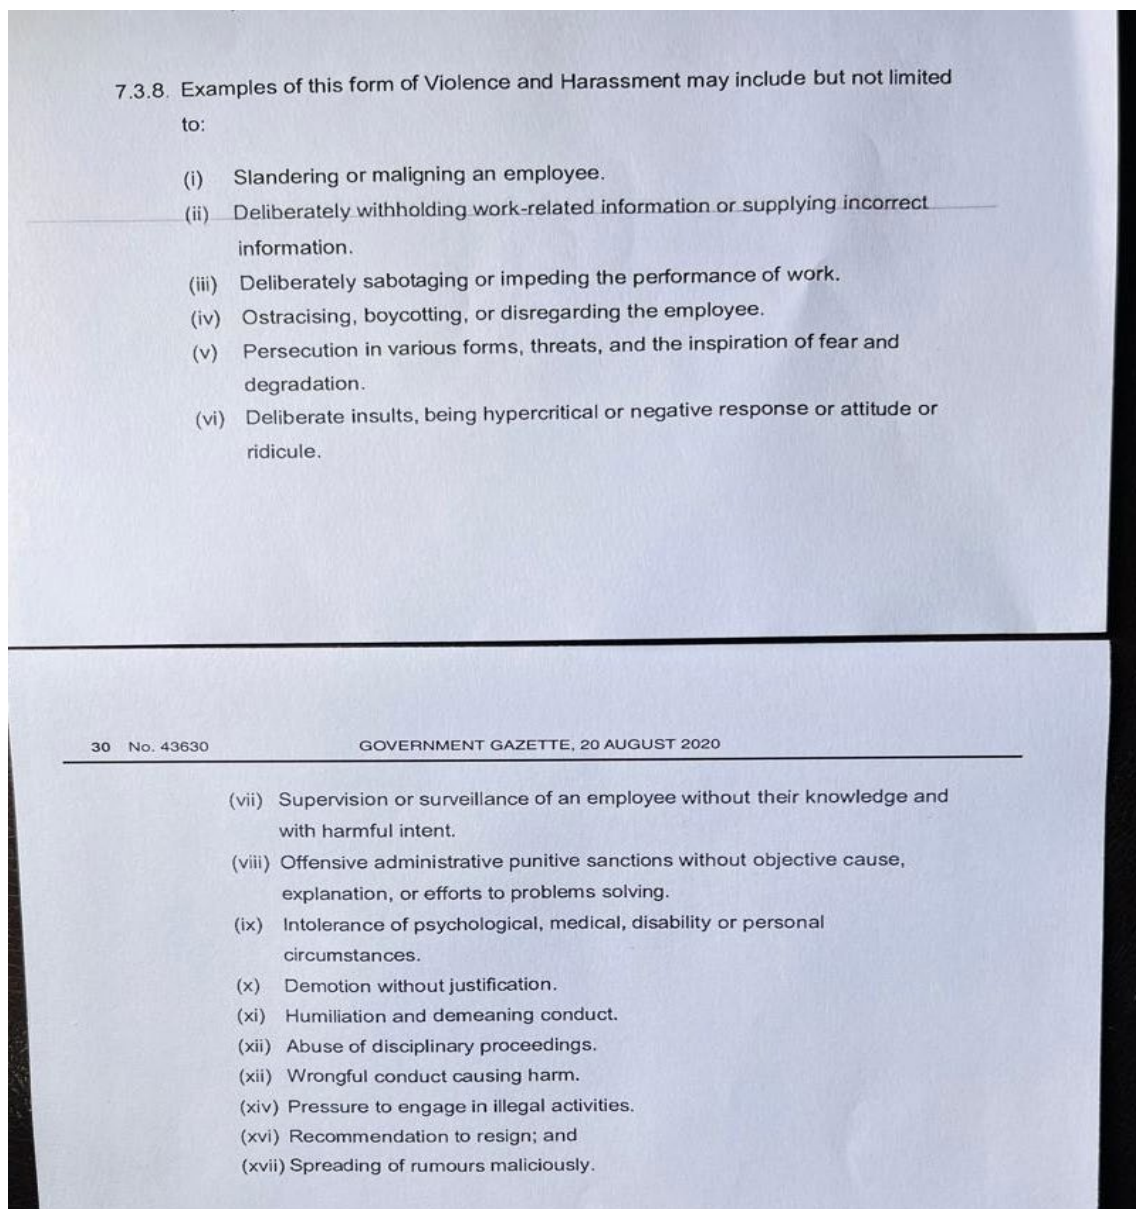 7.3.8. Examples of this form of Violence and Harassment may include but not limited
to:
(i) Slandering or maligning an employee.
(ii) Deliberately withholding work-related information or supplying incorrect
information.
(iii) Deliberately sabotaging or impeding the performance of work.
(iv) Ostracising, boycotting, or disregarding the employee.
(v) Persecution in various forms, threats, and the inspiration of fear and
degradation.
(vi) Deliberate insults, being hypercritical or negative response or attitude or
ridicule.
30 No. 43630 GOVERNMENT GAZETTE, 20 AUGUST 2020
(vii) Supervision or surveillance of an employee without their knowledge and
with harmful intent.
(viii) Offensive administrative punitive sanctions without objective cause,
explanation, or efforts to problems solving.
(ix) Intolerance of psychological, medical, disability or personal
circumstances.
(x) Demotion without justification.
(xi) Humiliation and demeaning conduct.
(xii) Abuse of disciplinary proceedings.
(xii) Wrongful conduct causing harm.
(xiv) Pressure to engage in illegal activities.
(xvi) Recommendation to resign; and
(xvii) Spreading of rumours maliciously.